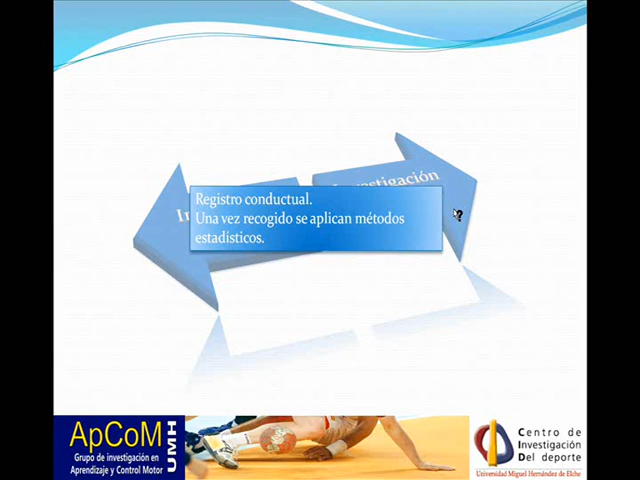 Investigación
Registro conductual.
Una vez recogido se aplican métodos
estadísticos.
ApCoM
UMH
Grupo de investigación en
Aprendizaje y Control Motor
Centro de
Investigación
Del deporte
Universidad Miguel Hernández de Elche